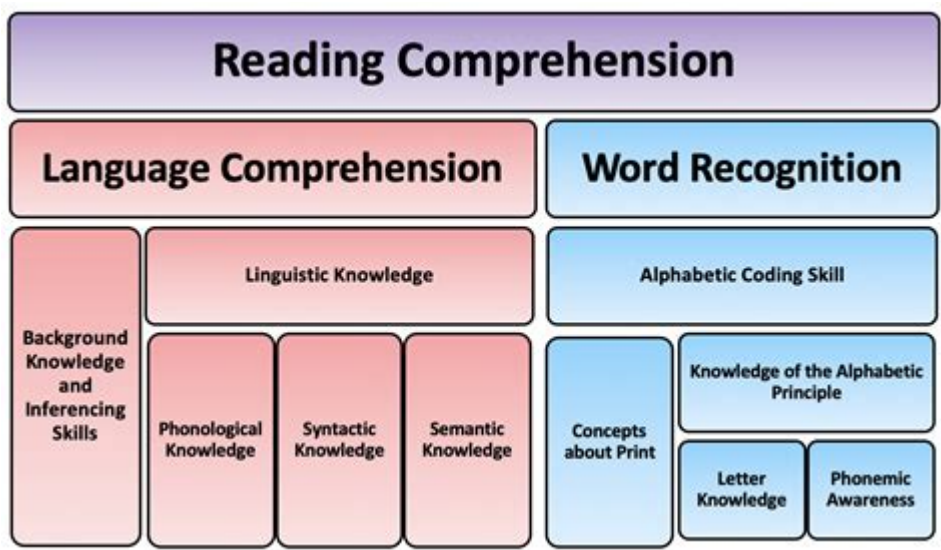 Reading Comprehension
Language Comprehension
Word Recognition
Background
Knowledge
and
Inferencing
Skills
Linguistic Knowledge
Phonological
Knowledge
Syntactic
Knowledge
Semantic
Knowledge
Alphabetic Coding Skill
Concepts
about Print
Knowledge of the Alphabetic
Principle
Letter
Knowledge
Phonemic
Awareness